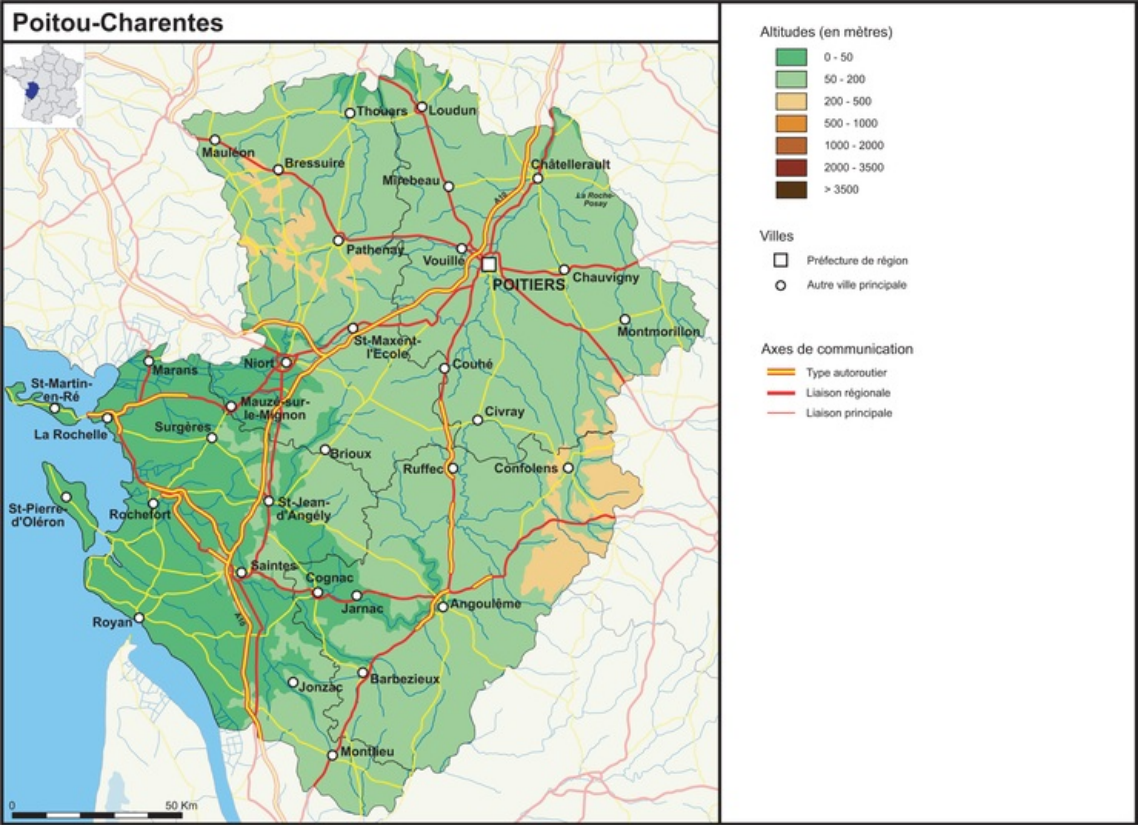 Poitou-Charentes
Thouars
Loudun
Mauléon
Bressuire
Châtellerault
Mirebeau
La Roche-
Posay
A10
Pathenay
Vouillé
POITIERS
Chauvigny
Montmorillon
St-Maxent-
l'Ecole
Niort
Marans
Couhé
St-Martin-
en-Ré
Mauzé-sur-
le-Mignon
La Rochelle
Surgères
Civray
Brioux
Ruffec
Confolens
St-Pierre-
d'Oléron
Rochefort
St-Jean-
d'Angély
Saintes
Cognac
Jarnac
Angoulême
Royan
A10
Barbezieux
Jonzac
Montlieu
0
50 Km
Altitudes (en mètres)
0 - 50
50 - 200
200 - 500
500 - 1000
1000 - 2000
2000 - 3500
> 3500
Villes
Préfecture de région
Autre ville principale
Axes de communication
Type autoroutier
Liaison régionale
Liaison principale